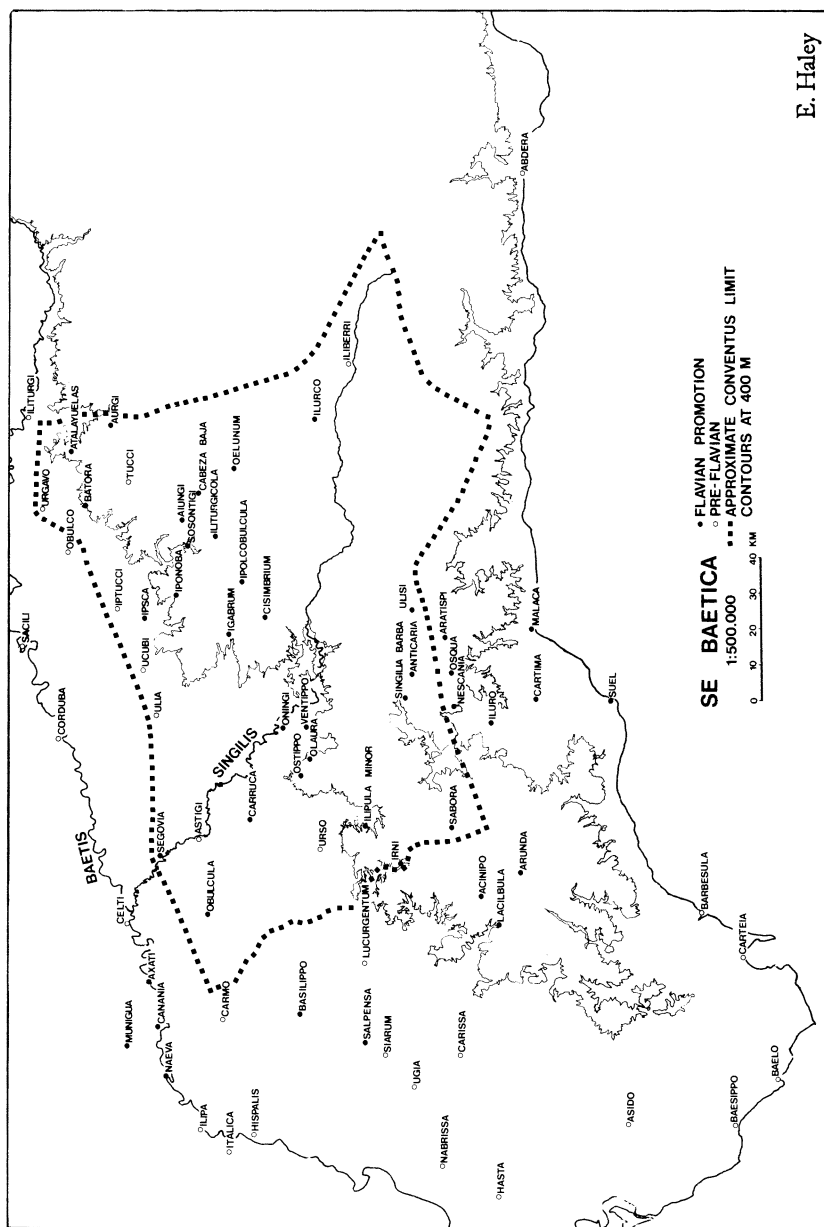 E. Haley
SACILI
CORDUBA
BAETIS
CELTI
AXATI
MUNIGUA
CANANIA
NAEVA
ILIPA
ITALICA
HISPALIS
ILITURGI
URGAVO
ATALAYUELAS
OBULCO
BATORA
AURGI
TUCCI
IPTUCCI
IPSCA
UCUBI
ULIA
AIUNGI
SOSONTIGI
CABEZA BAJA
IPONOBA
ILITURGICOLA
OELUNUM
IPOLCOBULCULA
IGABRUM
CISIMBRIUM
SINGILIS
SEGOVIA
ASTIGI
OBULCULA
CARRUCA
CARMO
ONINGI
VENTIPPO
OLAURA
OSTIPPO
ILURCO
ILIBERRI
URSO
ILIPULA MINOR
IRNI
LUCURGENTUM
BASILIPPO
SALPENSA
SIARUM
UGIA
CARISSA
NABRISSA
HASTA
SINGILIA BARBA
ANTICARIA
ULISI
ARATISPI
OSQUA
NESCANIA
SABORA
ACINIPO
LACILBULA
ARUNDA
ILURO
CARTIMA
MALACA
SUEL
ABDERA
BARBESULA
CARTEIA
ASIDO
BAESIPPO
BAELO
SE BAETICA
1:500,000
0 10 20 30 40 KM
FLAVIAN PROMOTION
PRE-FLAVIAN
APPROXIMATE CONVENTUS LIMIT
CONTOURS AT 400 M